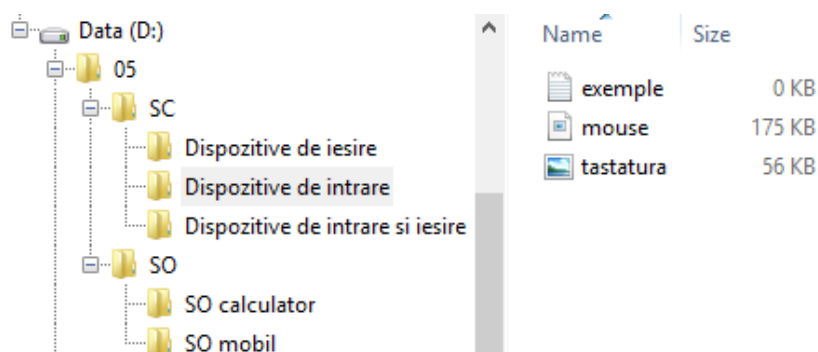 Data (D:)
05
SC
Dispozitive de iesire
Dispozitive de intrare
Dispozitive de intrare si iesire
SO
SO calculator
SO mobil
Name Size
exemple 0 KB
mouse 175 KB
tastatura 56 KB